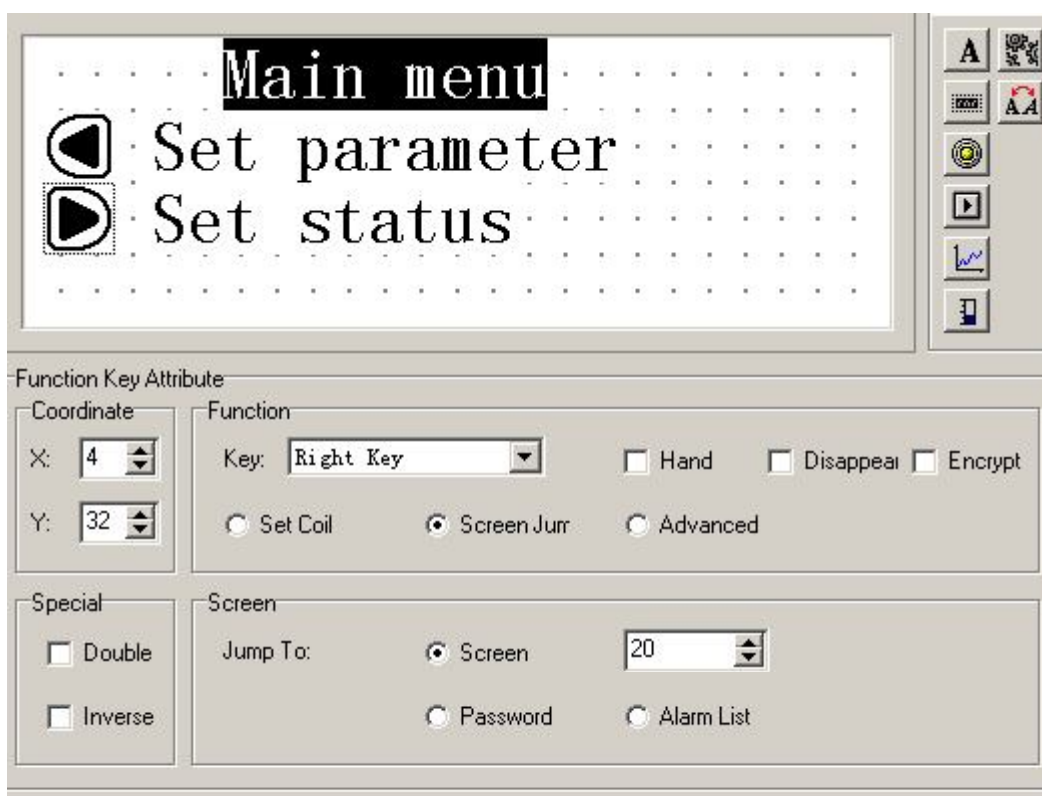 Main menu
Set parameter
Set status
A
A A
Function Key Attribute
Coordinate
Function
X: 4
Key: Right Key
Hand
Disappear
Encrypt
Y: 32
Set Coil
Screen Jum
Advanced
Special
Screen
Double
Jump To:
Screen
20
Inverse
Password
Alarm List